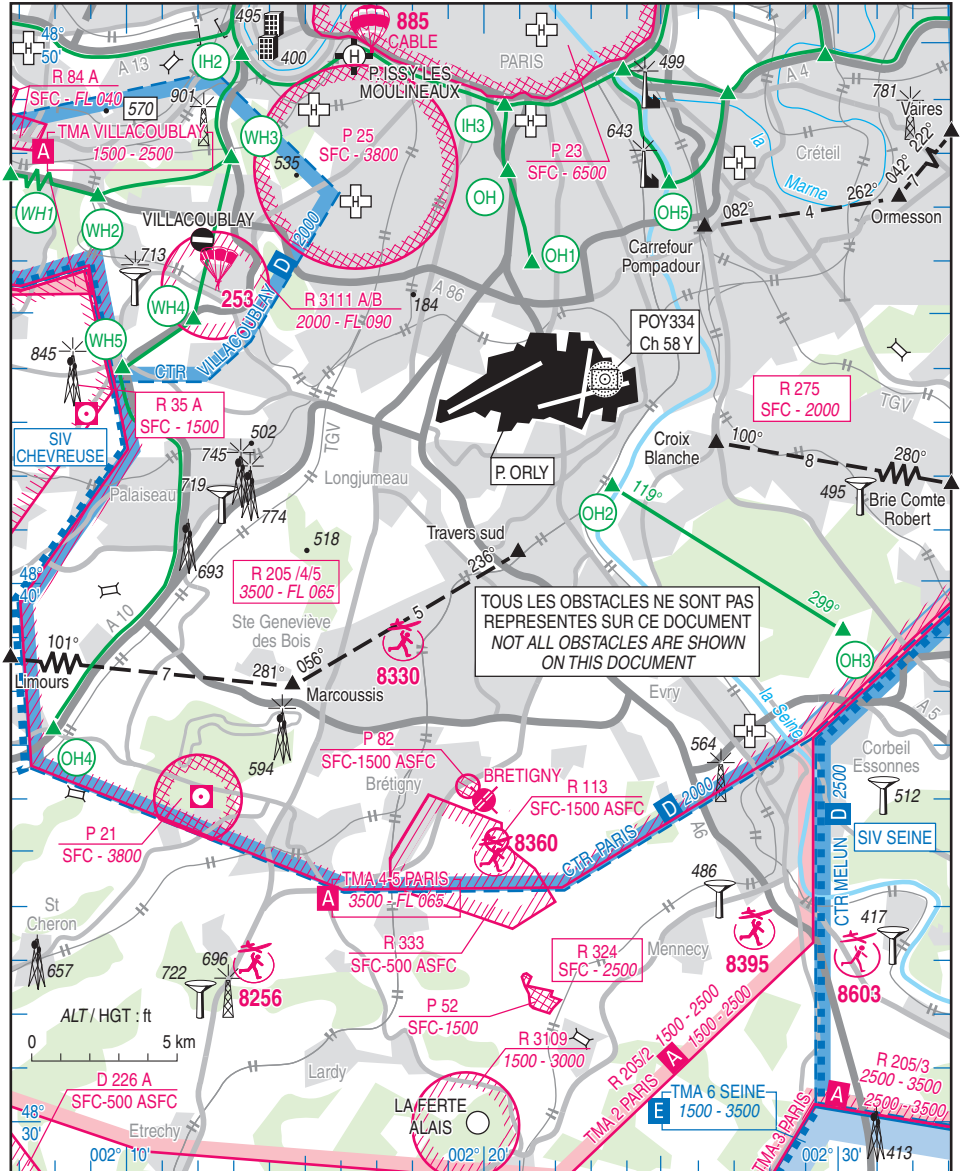 48°
50'
495
400
885
CABLE
PARIS
P. ISSY LES
MOULINEAUX
A 13
IH2
R 84 A
SFC - FL 040
570
901
TMA VILLACOUBLAY
1500 - 2500
A
WH3
535
P 25
SFC - 3800
IH3
P 23
SFC - 6500
499
643
A 4
781
Vaires
la
Créteil
Marne
222°
042°
7
262°
4
082°
Ormesson
WH1
WH2
VILLACOUBLAY
2000
D
OH
OH1
OH5
Carrefour
Pompadour
713
WH4
253
R 3111 A/B
2000 - FL 090
184
A 86
CTR VILLACOUBLAY
WH5
845
POY334
Ch 58 Y
R 35 A
SFC - 1500
R 275
SFC - 2000
TGV
SIV
CHEVREUSE
502
745
TGV
Longjumeau
P. ORLY
Croix
Blanche
100°
8
280°
495
Brie Comte
Robert
Palaiseau
719
774
693
518
OH2
119°
299°
OH3
Travers sud
236°
5
056°
48°
40'
R 205 /4/5
3500 - FL 065
Ste Geneviève
des Bois
A 10
TOUS LES OBSTACLES NE SONT PAS
REPRESENTES SUR CE DOCUMENT
NOT ALL OBSTACLES ARE SHOWN
ON THIS DOCUMENT
8330
101°
7
281°
Limours
Marcoussis
Evry
la Seine
A 5
OH4
594
P 82
SFC-1500 ASFC
564
Corbeil
Essonnes
Brétigny
BRETIGNY
R 113
SFC-1500 ASFC
512
P 21
SFC - 3800
8360
CTR PARIS
D
2000
A6
CTR MELUN
D
2500
SIV SEINE
A
TMA 4-5 PARIS
3500 - FL 065
486
417
St
Cheron
R 333
SFC-500 ASFC
Mennecy
8395
8603
657
722
696
8256
R 324
SFC - 2500
P 52
SFC-1500
ALT / HGT : ft
0
5 km
R 3109
1500 - 3000
R 205/2 1500 - 2500
TMA 2 PARIS
A
1500 - 2500
Lardy
D 226 A
SFC-500 ASFC
LA FERTE
ALAIS
E
TMA 6 SEINE
1500 - 3500
TMA 3 PARIS
A
R 205/3
2500 - 3500
2500 - 3500
48°
30'
Etrechy
413
002° 10'
002° 20'
002° 30'